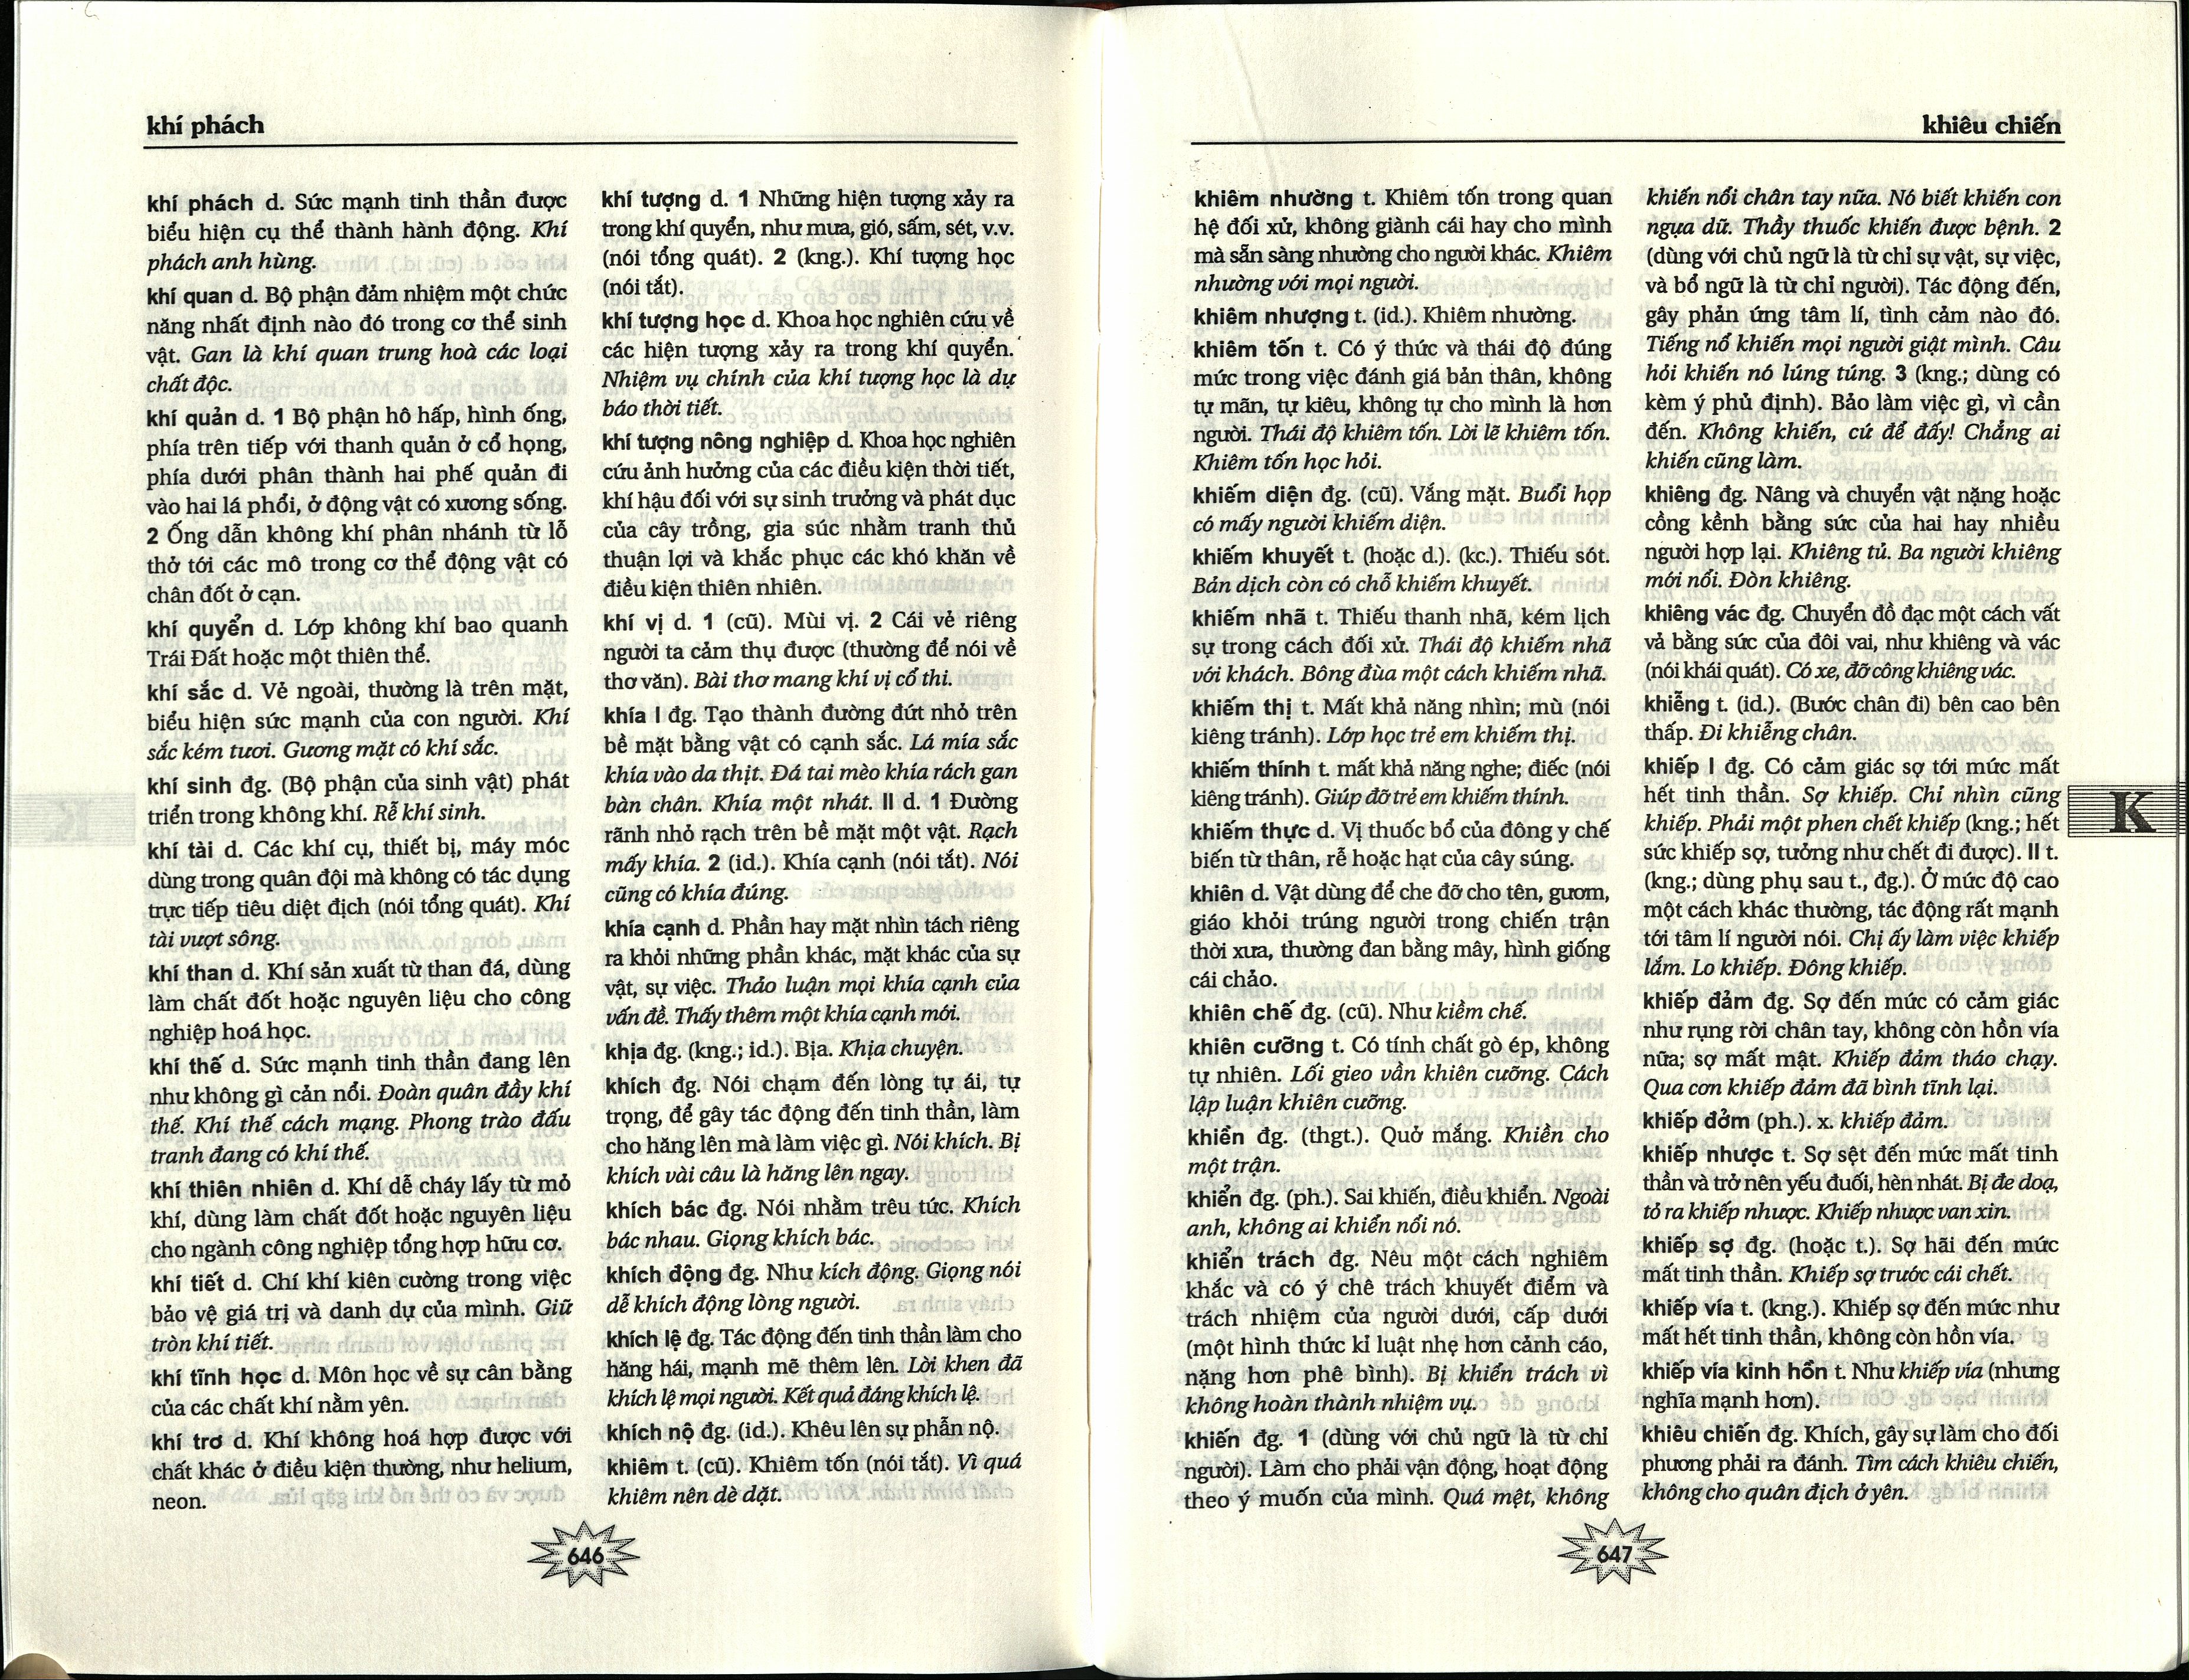 khí phách
khí phách d. Sức mạnh tinh thần được
biểu hiện cụ thể thành hành động. Khí
phách anh hùng.
khí quan d. Bộ phận đảm nhiệm một chức
năng nhất định nào đó trong cơ thể sinh
vật. Gan là khí quan trung hoà các loại
chất độc.
khí quản d. 1 Bộ phận hô hấp, hình ống,
phía trên tiếp với thanh quản ở cổ họng,
phía dưới phân thành hai phế quản đi
vào hai lá phổi, ở động vật có xương sống.
2 Ống dẫn không khí phân nhánh từ lỗ
thở tới các mô trong cơ thể động vật có
chân đốt ở cạn.
khí quyển d. Lớp không khí bao quanh
Trái Đất hoặc một thiên thể.
khí sắc d. Vẻ ngoài, thường là trên mặt,
biểu hiện sức mạnh của con người. Khí
sắc kém tươi. Gương mặt có khí sắc.
khí sinh đg. (Bộ phận của sinh vật) phát
triển trong không khí. Rễ khí sinh.
khí tài d. Các khí cụ, thiết bị, máy móc
dùng trong quân đội mà không có tác dụng
trực tiếp tiêu diệt địch (nói tổng quát). Khí
tài vượt sông.
khí than d. Khí sản xuất từ than đá, dùng
làm chất đốt hoặc nguyên liệu cho công
nghiệp hoá học.
khí thế d. Sức mạnh tinh thần đang lên
như không gì cản nổi. Đoàn quân đầy khí
thế. Khí thế cách mạng. Phong trào đấu
tranh đang có khí thế.
khí thiên nhiên d. Khí dễ cháy lấy từ mỏ
khí, dùng làm chất đốt hoặc nguyên liệu
cho ngành công nghiệp tổng hợp hữu cơ.
khí tiết d. Chí khí kiên cường trong việc
bảo vệ giá trị và danh dự của mình. Giữ
tròn khí tiết.
khí tĩnh học d. Môn học về sự cân bằng
của các chất khí nằm yên.
khí trơ d. Khí không hoá hợp được với
chất khác ở điều kiện thường, như helium,
neon.
khí tượng d. 1 Những hiện tượng xảy ra
trong khí quyển, như mưa, gió, sấm, sét, v.v.
(nói tổng quát). 2 (kng.). Khí tượng học
(nói tắt).
khí tượng học d. Khoa học nghiên cứu về
các hiện tượng xảy ra trong khí quyển.
Nhiệm vụ chính của khí tượng học là dự
báo thời tiết.
khí tượng nông nghiệp d. Khoa học nghiên
cứu ảnh hưởng của các điều kiện thời tiết,
khí hậu đối với sự sinh trưởng và phát dục
của cây trồng, gia súc nhằm tranh thủ
thuận lợi và khắc phục các khó khăn về
điều kiện thiên nhiên.
khí vị d. 1 (cũ). Mùi vị. 2 Cái vẻ riêng
người ta cảm thụ được (thường để nói về
thơ văn). Bài thơ mang khí vị cổ thi.
khía I đg. Tạo thành đường đứt nhỏ trên
bề mặt bằng vật có cạnh sắc. Lá mía sắc
khía vào da thịt. Đá tai mèo khía rách gan
bàn chân. Khía một nhát. II d. 1 Đường
rãnh nhỏ rạch trên bề mặt một vật. Rạch
mấy khía. 2 (id.). Khía cạnh (nói tắt). Nói
cũng có khía đúng.
khía cạnh d. Phần hay mặt nhìn tách riêng
ra khỏi những phần khác, mặt khác của sự
vật, sự việc. Thảo luận mọi khía cạnh của
vấn đề. Thấy thêm một khía cạnh mới.
khịa đg. (kng.; id.). Bịa. Khịa chuyện.
khích đg. Nói chạm đến lòng tự ái, tự
trọng, để gây tác động đến tinh thần, làm
cho hăng lên mà làm việc gì. Nói khích. Bị
khích vài câu là hăng lên ngay.
khích bác đg. Nói nhằm trêu tức. Khích
bác nhau. Giọng khích bác.
khích động đg. Như kích động. Giọng nói
dễ khích động lòng người.
khích lệ đg. Tác động đến tinh thần làm cho
hăng hái, mạnh mẽ thêm lên. Lời khen đã
khích lệ mọi người. Kết quả đáng khích lệ.
khích nộ đg. (id.). Khêu lên sự phẫn nộ.
khiêm t. (cũ). Khiêm tốn (nói tắt). Vì quá
khiêm nên dè dặt.
646
khiêu chiến
khiêm nhường t. Khiêm tốn trong quan
hệ đối xử, không giành cái hay cho mình
mà sẵn sàng nhường cho người khác. Khiêm
nhường với mọi người.
khiêm nhượng t. (id.). Khiêm nhường.
khiêm tốn t. Có ý thức và thái độ đúng
mức trong việc đánh giá bản thân, không
tự mãn, tự kiêu, không tự cho mình là hơn
người. Thái độ khiêm tốn. Lời lẽ khiêm tốn.
Khiêm tốn học hỏi.
khiếm diện đg. (cũ). Vắng mặt. Buổi họp
có mấy người khiếm diện.
khiếm khuyết t. (hoặc d.). (kc.). Thiếu sót.
Bản dịch còn có chỗ khiếm khuyết.
khiếm nhã t. Thiếu thanh nhã, kém lịch
sự trong cách đối xử. Thái độ khiếm nhã
với khách. Bông đùa một cách khiếm nhã.
khiếm thị t. Mất khả năng nhìn; mù (nói
kiêng tránh). Lớp học trẻ em khiếm thị.
khiếm thính t. mất khả năng nghe; điếc (nói
kiêng tránh). Giúp đỡ trẻ em khiếm thính.
khiếm thực d. Vị thuốc bổ của đông y chế
biến từ thân, rễ hoặc hạt của cây súng.
khiên d. Vật dùng để che đỡ cho tên, gươm,
giáo khỏi trúng người trong chiến trận
thời xưa, thường đan bằng mây, hình giống
cái chảo.
khiên chế đg. (cũ). Như kiềm chế.
khiên cưỡng t. Có tính chất gò ép, không
tự nhiên. Lối gieo vần khiên cưỡng. Cách
lập luận khiên cưỡng.
khiền đg. (thgt.). Quở mắng. Khiền cho
một trận.
khiển đg. (ph.). Sai khiến, điều khiển. Ngoài
anh, không ai khiển nổi nó.
khiển trách đg. Nêu một cách nghiêm
khắc và có ý chê trách khuyết điểm và
trách nhiệm của người dưới, cấp dưới
(một hình thức kỉ luật nhẹ hơn cảnh cáo,
nặng hơn phê bình). Bị khiển trách vì
không hoàn thành nhiệm vụ.
khiến đg. 1 (dùng với chủ ngữ là từ chỉ
người). Làm cho phải vận động, hoạt động
theo ý muốn của mình. Quá mệt, không
khiến nổi chân tay nữa. Nó biết khiến con
ngựa dữ. Thầy thuốc khiến được bệnh. 2
(dùng với chủ ngữ là từ chỉ sự vật, sự việc,
và bổ ngữ là từ chỉ người). Tác động đến,
gây phản ứng tâm lí, tình cảm nào đó.
Tiếng nổ khiến mọi người giật mình. Câu
hỏi khiến nó lúng túng. 3 (kng.; dùng có
kèm ý phủ định). Bảo làm việc gì, vì cần
đến. Không khiến, cứ để đấy! Chẳng ai
khiến cũng làm.
khiêng đg. Nâng và chuyển vật nặng hoặc
cồng kềnh bằng sức của hai hay nhiều
người hợp lại. Khiêng tủ. Ba người khiêng
mới nổi. Đòn khiêng.
khiêng vác đg. Chuyển đồ đạc một cách vất
vả bằng sức của đôi vai, như khiêng và vác
(nói khái quát). Có xe, đỡ công khiêng vác.
khiễng t. (id.). (Bước chân đi) bên cao bên
thấp. Đi khiễng chân.
khiếp I đg. Có cảm giác sợ tới mức mất
hết tinh thần. Sợ khiếp. Chỉ nhìn cũng
khiếp. Phải một phen chết khiếp (kng.; hết
sức khiếp sợ, tưởng như chết đi được). II t.
(kng.; dùng phụ sau t., đg.). Ở mức độ cao
một cách khác thường, tác động rất mạnh
tới tâm lí người nói. Chị ấy làm việc khiếp
lắm. Lo khiếp. Đông khiếp.
khiếp đảm đg. Sợ đến mức có cảm giác
như rụng rời chân tay, không còn hồn vía
nữa; sợ mất mật. Khiếp đảm tháo chạy.
Qua cơn khiếp đảm đã bình tĩnh lại.
khiếp đởm (ph.). x. khiếp đảm.
khiếp nhược t. Sợ sệt đến mức mất tinh
thần và trở nên yếu đuối, hèn nhát. Bị đe doạ,
tỏ ra khiếp nhược. Khiếp nhược van xin.
khiếp sợ đg. (hoặc t.). Sợ hãi đến mức
mất tinh thần. Khiếp sợ trước cái chết.
khiếp vía t. (kng.). Khiếp sợ đến mức như
mất hết tinh thần, không còn hồn vía.
khiếp vía kinh hồn t. Như khiếp vía (nhưng
nghĩa mạnh hơn).
khiêu chiến đg. Khích, gây sự làm cho đối
phương phải ra đánh. Tìm cách khiêu chiến,
không cho quân địch ở yên.
K
647